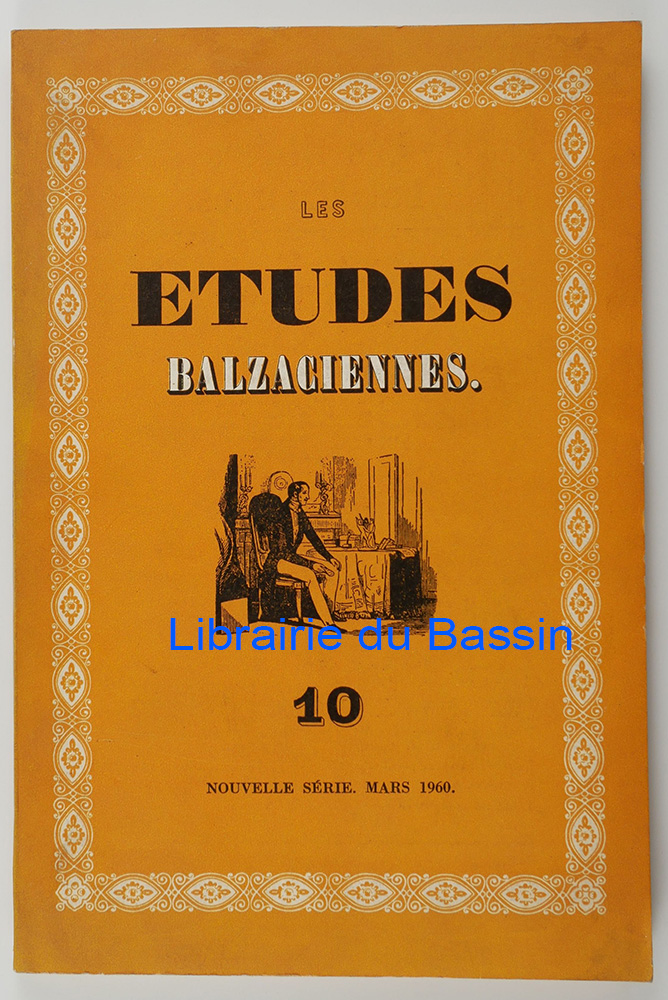 LES
ETUDES
BALZACIENNES.
Librairie du Bassin
10
NOUVELLE SÉRIE. MARS 1960.